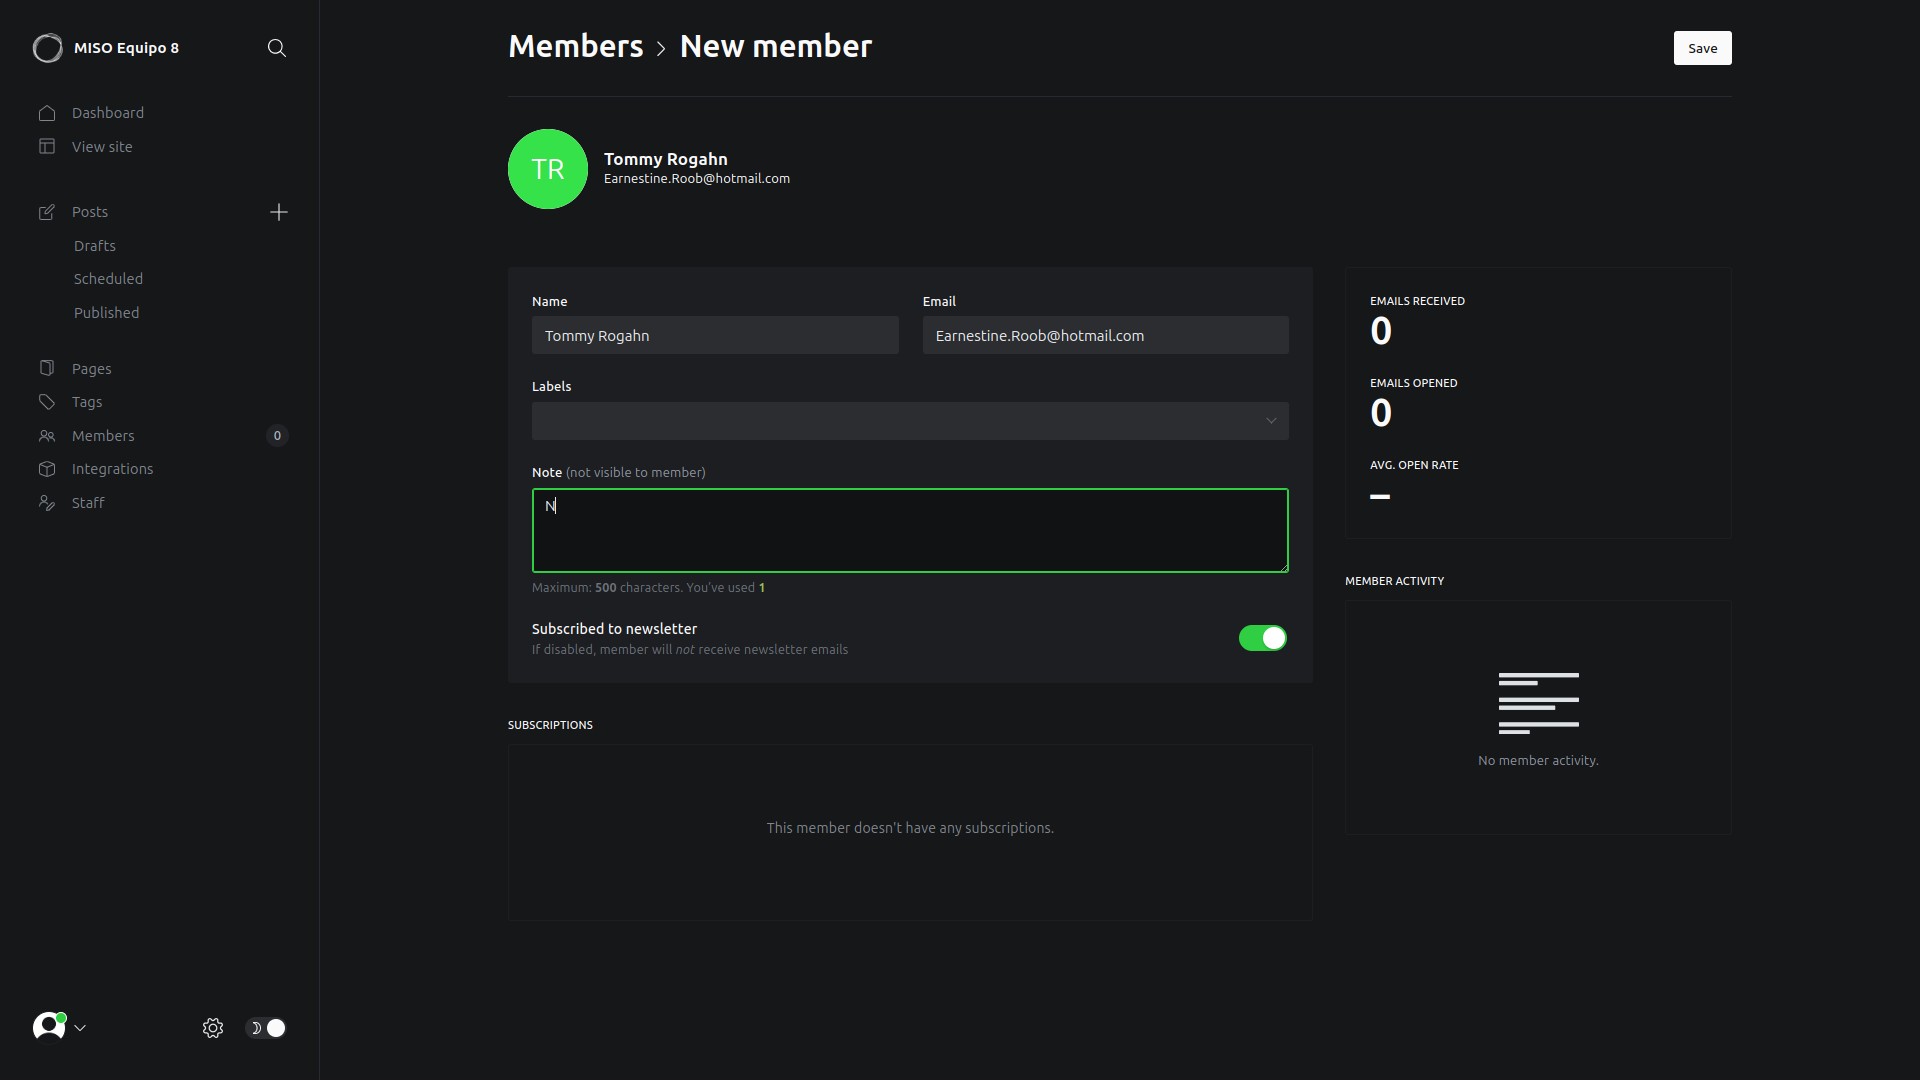 MISO Equipo 8
Dashboard
View site
Posts
Drafts
Scheduled
Published
Pages
Tags
Members
0
Integrations
Staff
Members
New member
Save
TR
Tommy Rogahn
Earnestine.Roob@hotmail.com
Name
Email
Tommy Rogahn
Earnestine.Roob@hotmail.com
Labels
Note (not visible to member)
N
Maximum: 500 characters. You've used 1
Subscribed to newsletter
If disabled, member will not receive newsletter emails
SUBSCRIPTIONS
This member doesn't have any subscriptions.
EMAILS RECEIVED
0
EMAILS OPENED
0
AVG. OPEN RATE
–
MEMBER ACTIVITY
No member activity.